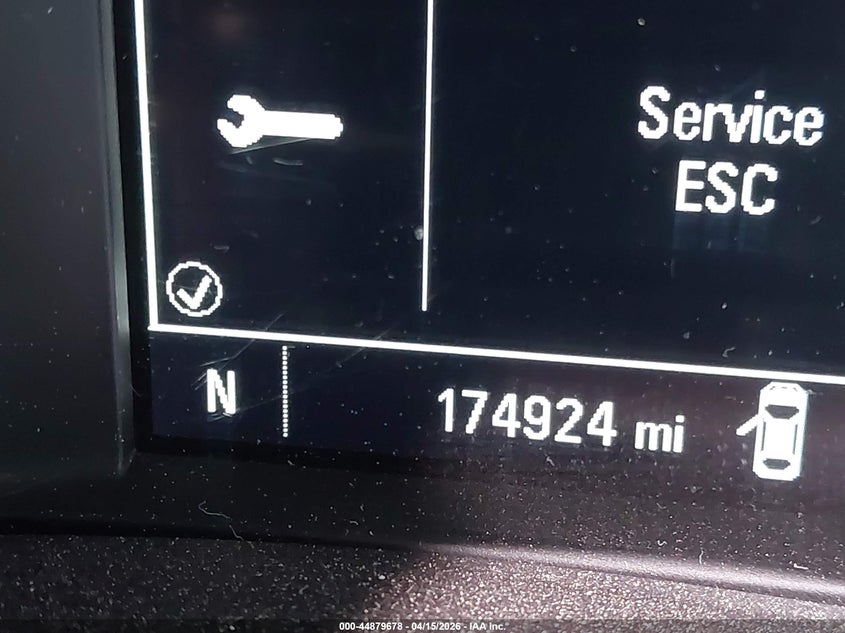 Service
ESC
N
174924 mi
000-44879678 - 04/15/2026 - IAA Inc.